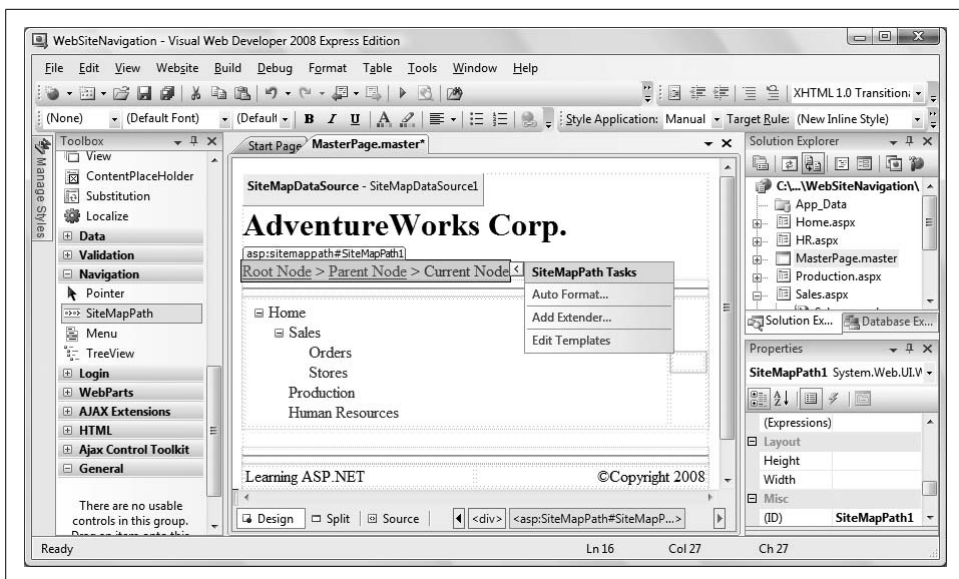 WebSiteNavigation - Visual Web Developer 2008 Express Edition
File Edit View Website Build Debug Format Table Tools Window Help
XHTML 1.0 Transition
(None) (Default Font) (Default B I U A Style Application: Manual Target Rule: (New Inline Style)
Manage Styles
Toolbox
View
ContentPlaceHolder
Substitution
Localize
Data
Validation
Navigation
Pointer
SiteMapPath
Menu
TreeView
Login
WebParts
AJAX Extensions
HTML
Ajax Control Toolkit
General
There are no usable
controls in this group.
Start Page MasterPage.master*
SiteMapDataSource - SiteMapDataSource1
AdventureWorks Corp.
asp:sitemappath#SiteMapPath1
Root Node > Parent Node > Current Node
SiteMapPath Tasks
Auto Format...
Add Extender...
Edit Templates
Home
Sales
Orders
Stores
Production
Human Resources
Learning ASP.NET ©Copyright 2008
Design Split Source <div> <asp:SiteMapPath#SiteMapP...>
Solution Explorer
C:\...\WebSiteNavigation\
App_Data
Home.aspx
HR.aspx
MasterPage.master
Production.aspx
Sales.aspx
Solution Ex... Database Ex...
Properties
SiteMapPath1 System.Web.UI.W
(Expressions)
Layout
Height
Width
Misc
(ID) SiteMapPath1
Ready Ln 16 Col 27 Ch 27